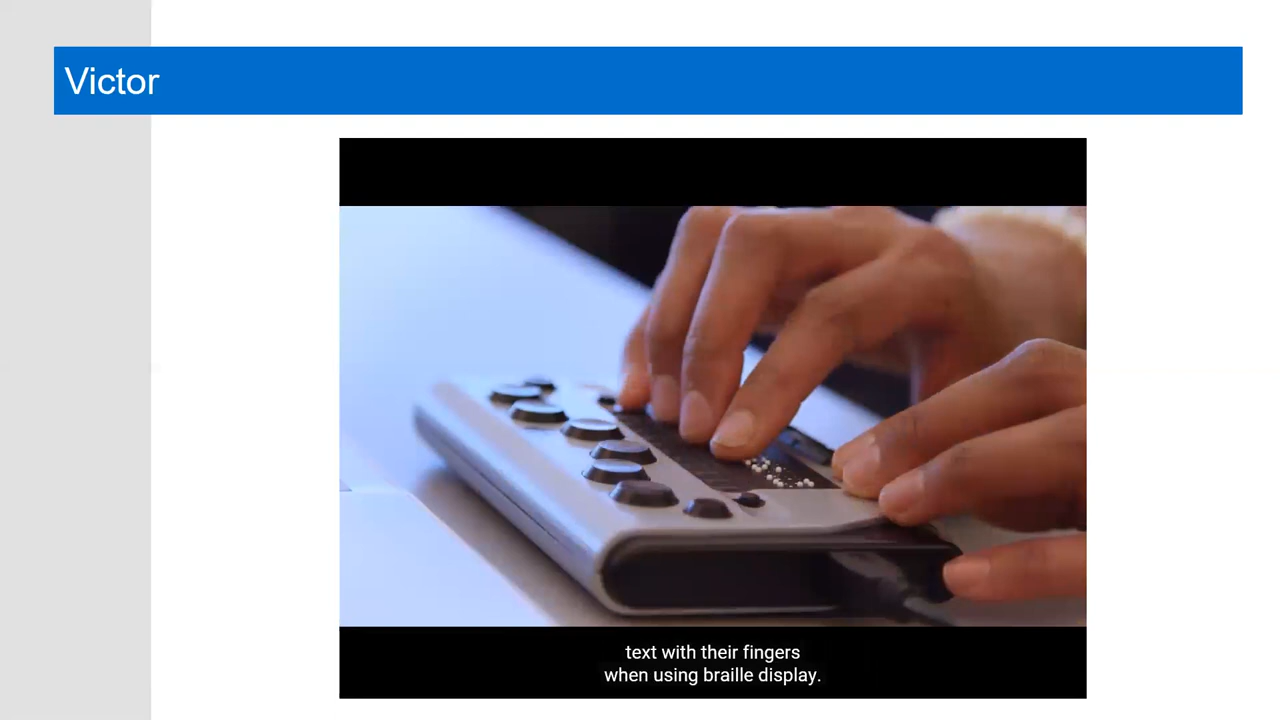 Victor
text with their fingers
when using braille display.